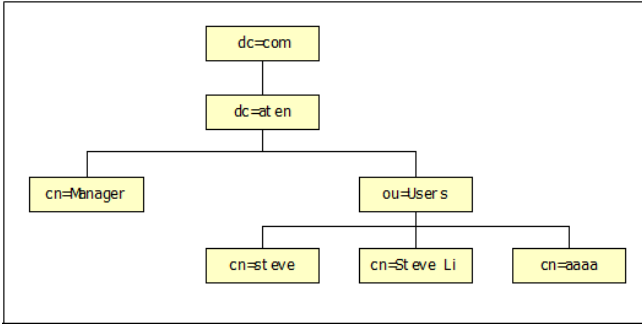 dc=com
dc=aten
cn=Manager
ou=Users
cn=steve
cn=Steve Li
cn=aaaa